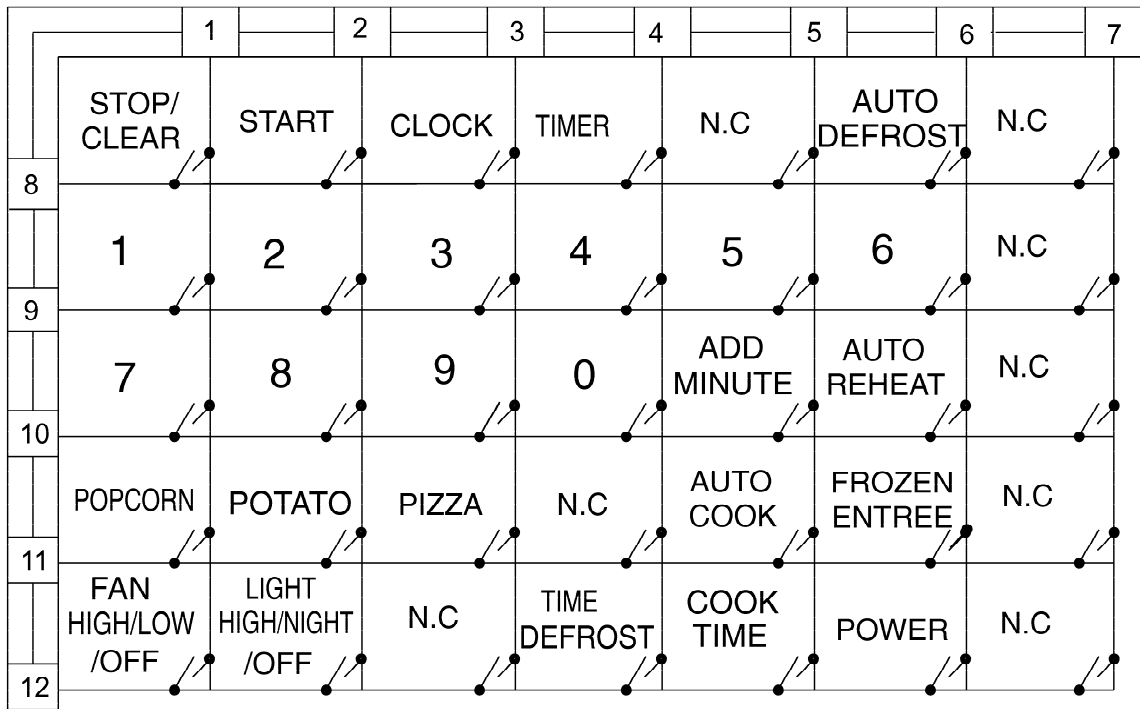 1 2 3 4 5 6 7
STOP/
CLEAR
START
CLOCK
TIMER
N.C
AUTO
DEFROST
N.C
8
1
2
3
4
5
6
N.C
9
7
8
9
0
ADD
MINUTE
AUTO
REHEAT
N.C
10
POPCORN
POTATO
PIZZA
N.C
AUTO
COOK
FROZEN
ENTREE
N.C
11
FAN
HIGH/LOW
/OFF
LIGHT
HIGH/NIGHT
/OFF
N.C
TIME
DEFROST
COOK
TIME
POWER
N.C
12